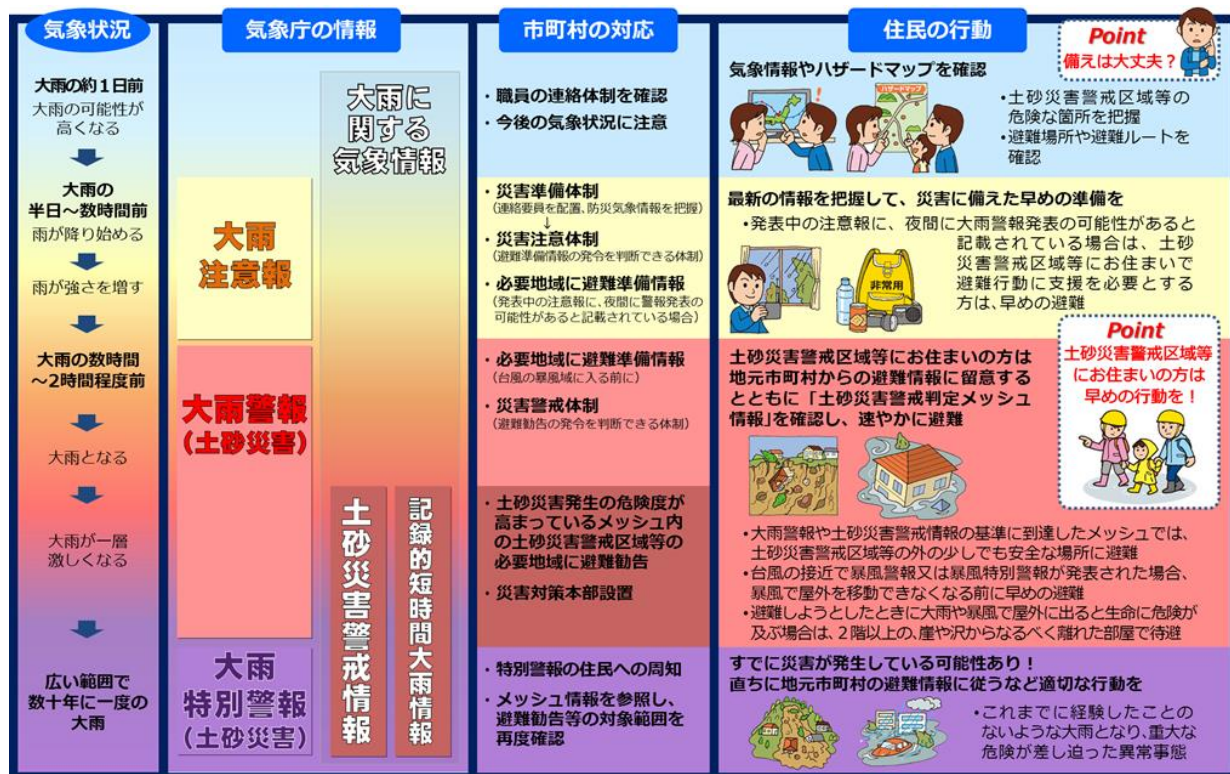 気象状況
大雨の約1日前
大雨の可能性が
高くなる
大雨の
半日～数時間前
雨が降り始める
雨が強さを増す
大雨の数時間
～2時間程度前
大雨となる
大雨が一層
激しくなる
広い範囲で
数十年に一度の
大雨
気象庁の情報
大雨に
関する
気象情報
大雨
注意報
大雨警報
(土砂災害)
土砂災害警戒情報
記録的短時間大雨情報
大雨
特別警報
(土砂災害)
市町村の対応
・職員の連絡体制を確認
・今後の気象状況に注意
・災害準備体制
(連絡要員を配置、防災気象情報を把握)
↓
・災害注意体制
(避難準備情報の発令を判断できる体制)
・必要地域に避難準備情報
(発表中の注意報に、夜間に警報発表の
可能性があると記載されている場合)
・必要地域に避難準備情報
(台風の暴風域に入る前に)
・災害警戒体制
(避難勧告の発令を判断できる体制)
・土砂災害発生の危険度が
高まっているメッシュ内
の土砂災害警戒区域等の
必要地域に避難勧告
・災害対策本部設置
・特別警報の住民への周知
・メッシュ情報を参照し、
避難勧告等の対象範囲を
再度確認
住民の行動
Point
備えは大丈夫？
気象情報やハザードマップを確認
ハザードマップ
•土砂災害警戒区域等の
危険な箇所を把握
•避難場所や避難ルートを
確認
最新の情報を把握して、災害に備えた早めの準備を
•発表中の注意報に、夜間に大雨警報発表の可能性があると
記載されている場合は、土砂
災害警戒区域等にお住まいで
避難行動に支援を必要とする
方は、早めの避難
非常用
Point
土砂災害警戒区域等
にお住まいの方は
早めの行動を！
土砂災害警戒区域等にお住まいの方は
地元市町村からの避難情報に留意する
とともに「土砂災害警戒判定メッシュ
情報」を確認し、速やかに避難
•大雨警報や土砂災害警戒情報の基準に到達したメッシュでは、
土砂災害警戒区域等の外の少しでも安全な場所に避難
•台風の接近で暴風警報又は暴風特別警報が発表された場合、
暴風で屋外を移動できなくなる前に早めの避難
•避難しようとしたときに大雨や暴風で屋外に出ると生命に危険が
及ぶ場合は、２階以上の、崖や沢からなるべく離れた部屋で待避
すでに災害が発生している可能性あり！
直ちに地元市町村の避難情報に従うなど適切な行動を
•これまでに経験したことの
ないような大雨となり、重大な
危険が差し迫った異常事態